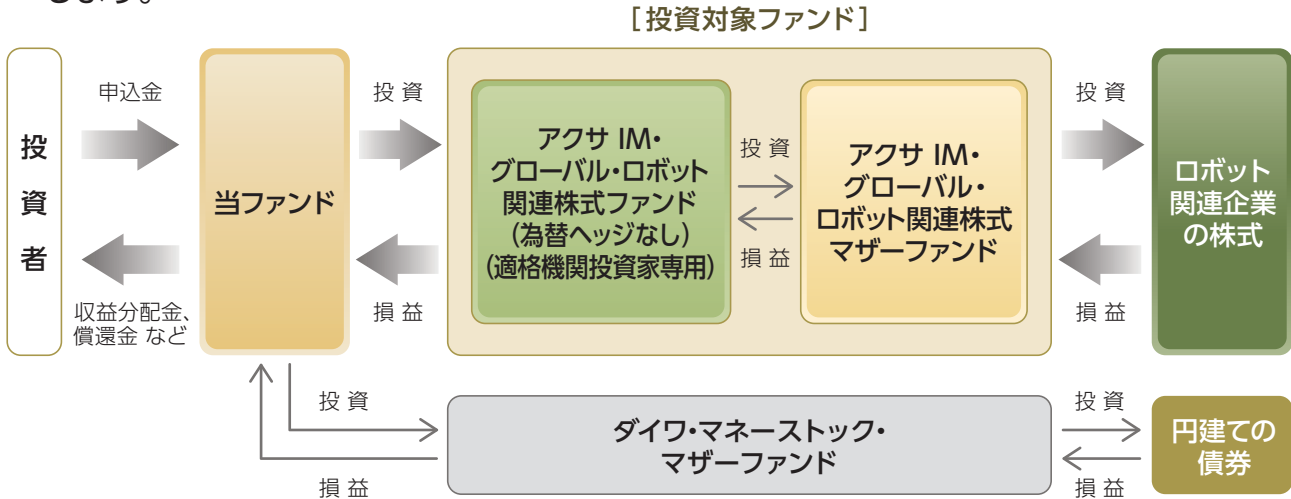 します。
［投資対象ファンド］
投資者
申込金
収益分配金、
償還金 など
当ファンド
投 資
損 益
アクサ IM・
グローバル・ロボット
関連株式ファンド
（為替ヘッジなし）
（適格機関投資家専用）
投 資
損 益
アクサ IM・
グローバル・
ロボット関連株式
マザーファンド
投 資
損 益
ロボット
関連企業
の株式
投 資
損 益
ダイワ・マネーストック・
マザーファンド
投 資
損 益
円建ての
債券